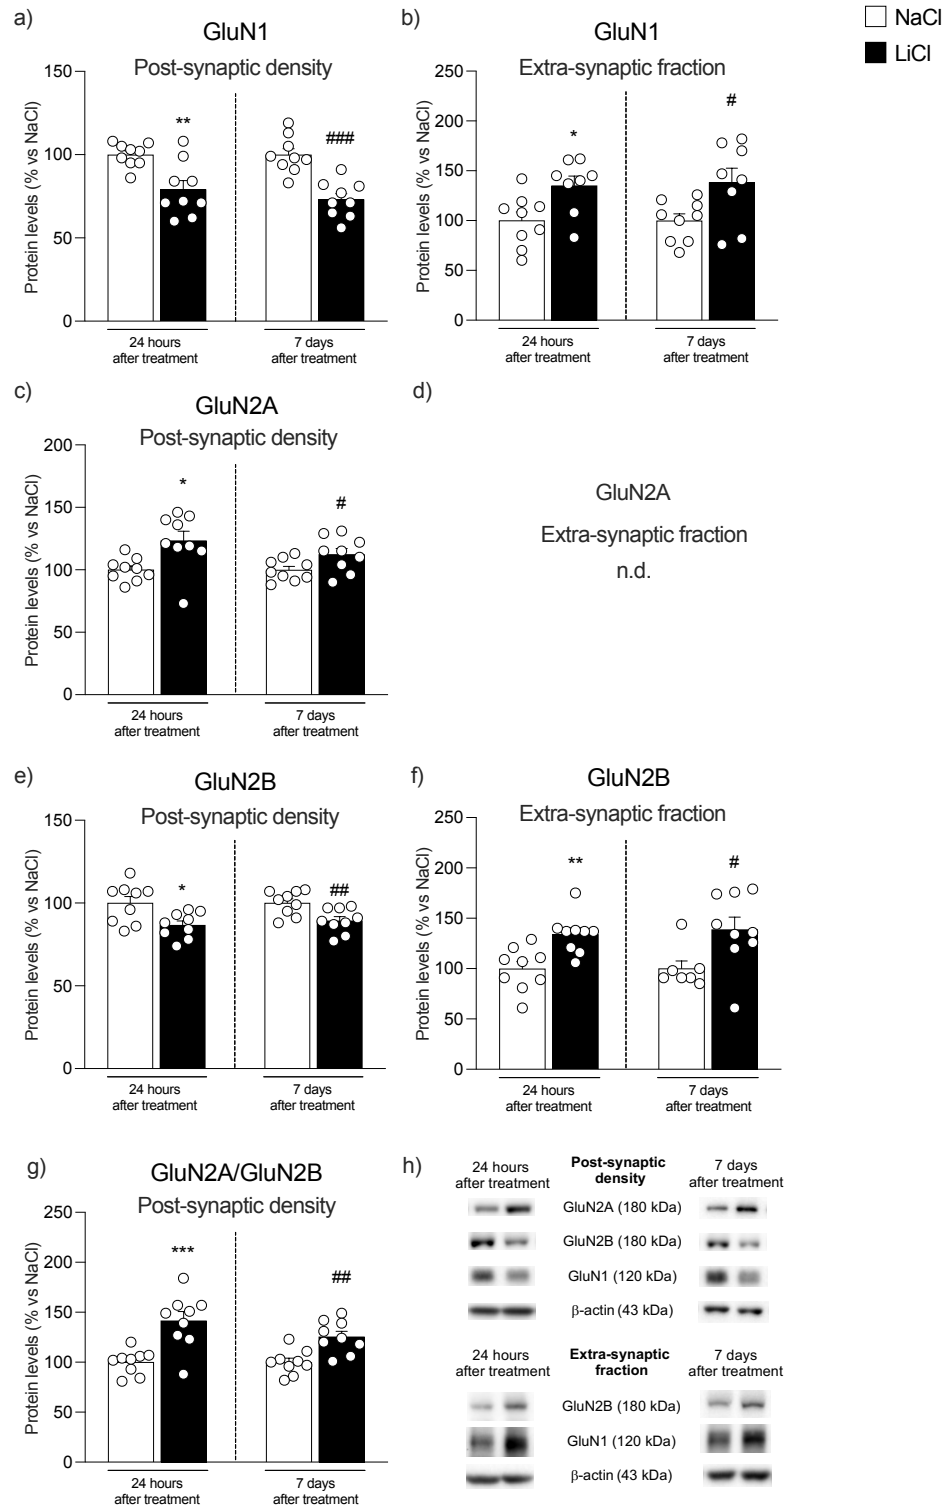 a)
GluN1
Post-synaptic density
Protein levels (% vs NaCl)
150
100
50
0
**
###
24 hours
after treatment
7 days
after treatment
b)
GluN1
Extra-synaptic fraction
Protein levels (% vs NaCl)
250
200
150
100
50
0
*
#
24 hours
after treatment
7 days
after treatment
NaCl
LiCl
c)
GluN2A
Post-synaptic density
Protein levels (% vs NaCl)
200
150
100
50
0
*
#
24 hours
after treatment
7 days
after treatment
d)
GluN2A
Extra-synaptic fraction
n.d.
e)
GluN2B
Post-synaptic density
Protein levels (% vs NaCl)
150
100
50
0
*
##
24 hours
after treatment
7 days
after treatment
f)
GluN2B
Extra-synaptic fraction
Protein levels (% vs NaCl)
250
200
150
100
50
0
**
#
24 hours
after treatment
7 days
after treatment
g)
GluN2A/GluN2B
Post-synaptic density
Protein levels (% vs NaCl)
250
200
150
100
50
0
***
##
24 hours
after treatment
7 days
after treatment
h)
24 hours
after treatment
Post-synaptic
density
7 days
after treatment
GluN2A (180 kDa)
GluN2B (180 kDa)
GluN1 (120 kDa)
β-actin (43 kDa)
24 hours
after treatment
Extra-synaptic
fraction
7 days
after treatment
GluN2B (180 kDa)
GluN1 (120 kDa)
β-actin (43 kDa)